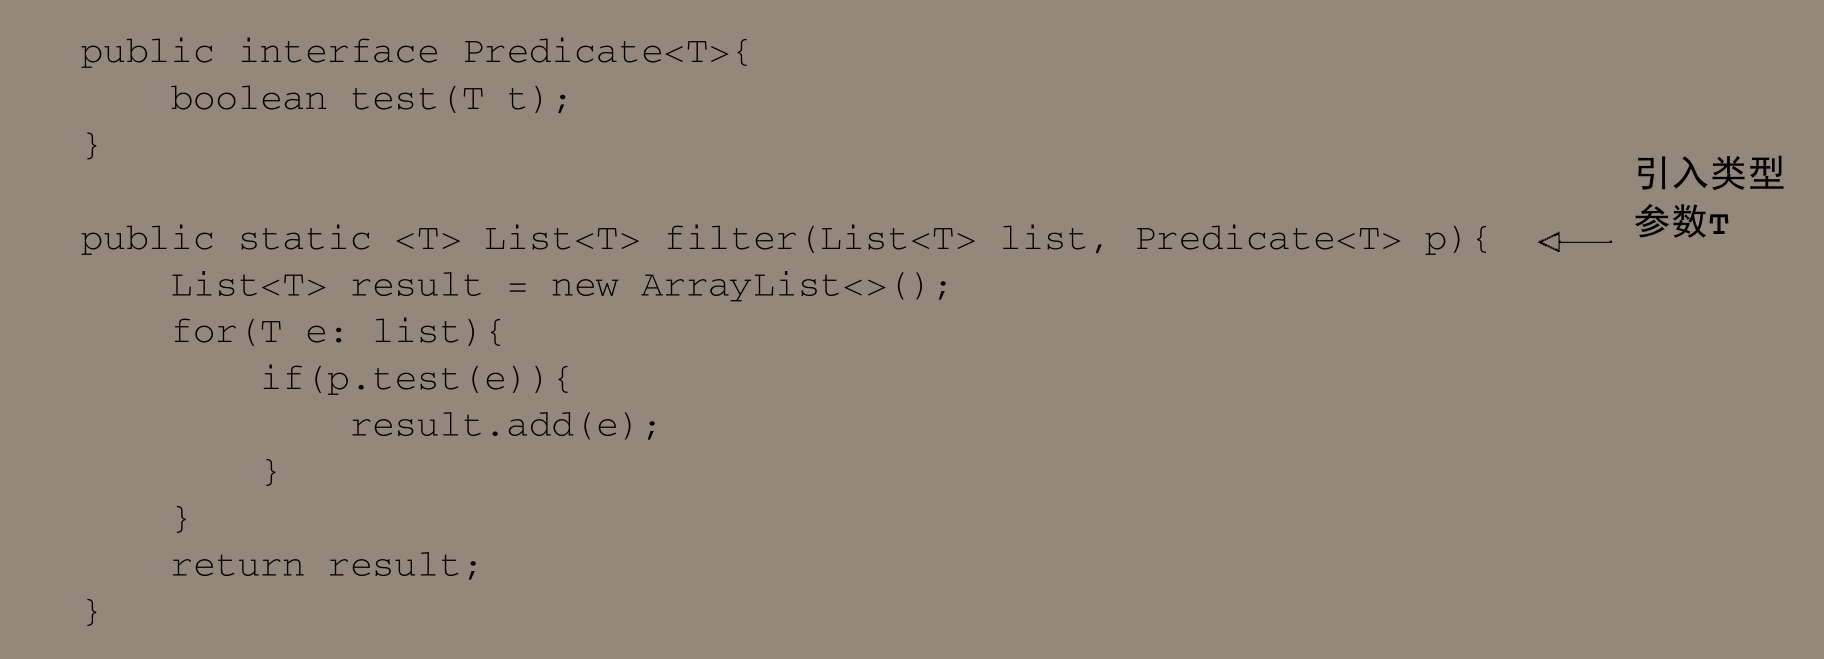 public interface Predicate<T>{
    boolean test(T t);
}
引入类型
参数T
public static <T> List<T> filter(List<T> list, Predicate<T> p){
    List<T> result = new ArrayList<>();
    for(T e: list){
        if(p.test(e)){
            result.add(e);
        }
    }
    return result;
}